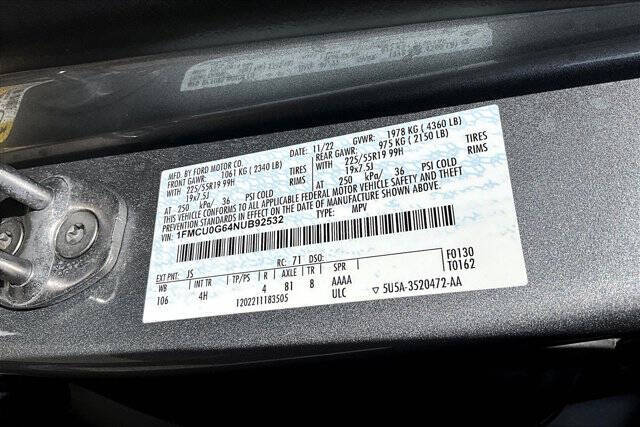 MFD. BY FORD MOTOR CO. DATE: 11/22 GVWR: 1978 KG ( 4360 LB)
FRONT GAWR: 1061 KG ( 2340 LB) REAR GAWR: 975 KG ( 2150 LB)
WITH 225/55R19 99H TIRES WITH 225/55R19 99H TIRES
19x7.5J RIMS 19x7.5J RIMS
AT 250 kPa/ 36 PSI COLD AT 250 kPa/ 36 PSI COLD
THIS VEHICLE CONFORMS TO ALL APPLICABLE FEDERAL MOTOR VEHICLE SAFETY AND THEFT
PREVENTION STANDARDS IN EFFECT ON THE DATE OF MANUFACTURE SHOWN ABOVE.
VIN: 1FMCU0G64NUB92532 TYPE: MPV
F0130
T0162
EXT PNT: JS RC: 71 DSO:
WB INT TR TP/PS R AXLE TR SPR
106 4H 4 81 8 AAAA
1202211183505 ULC ▽ 5U5A-3520472-AA